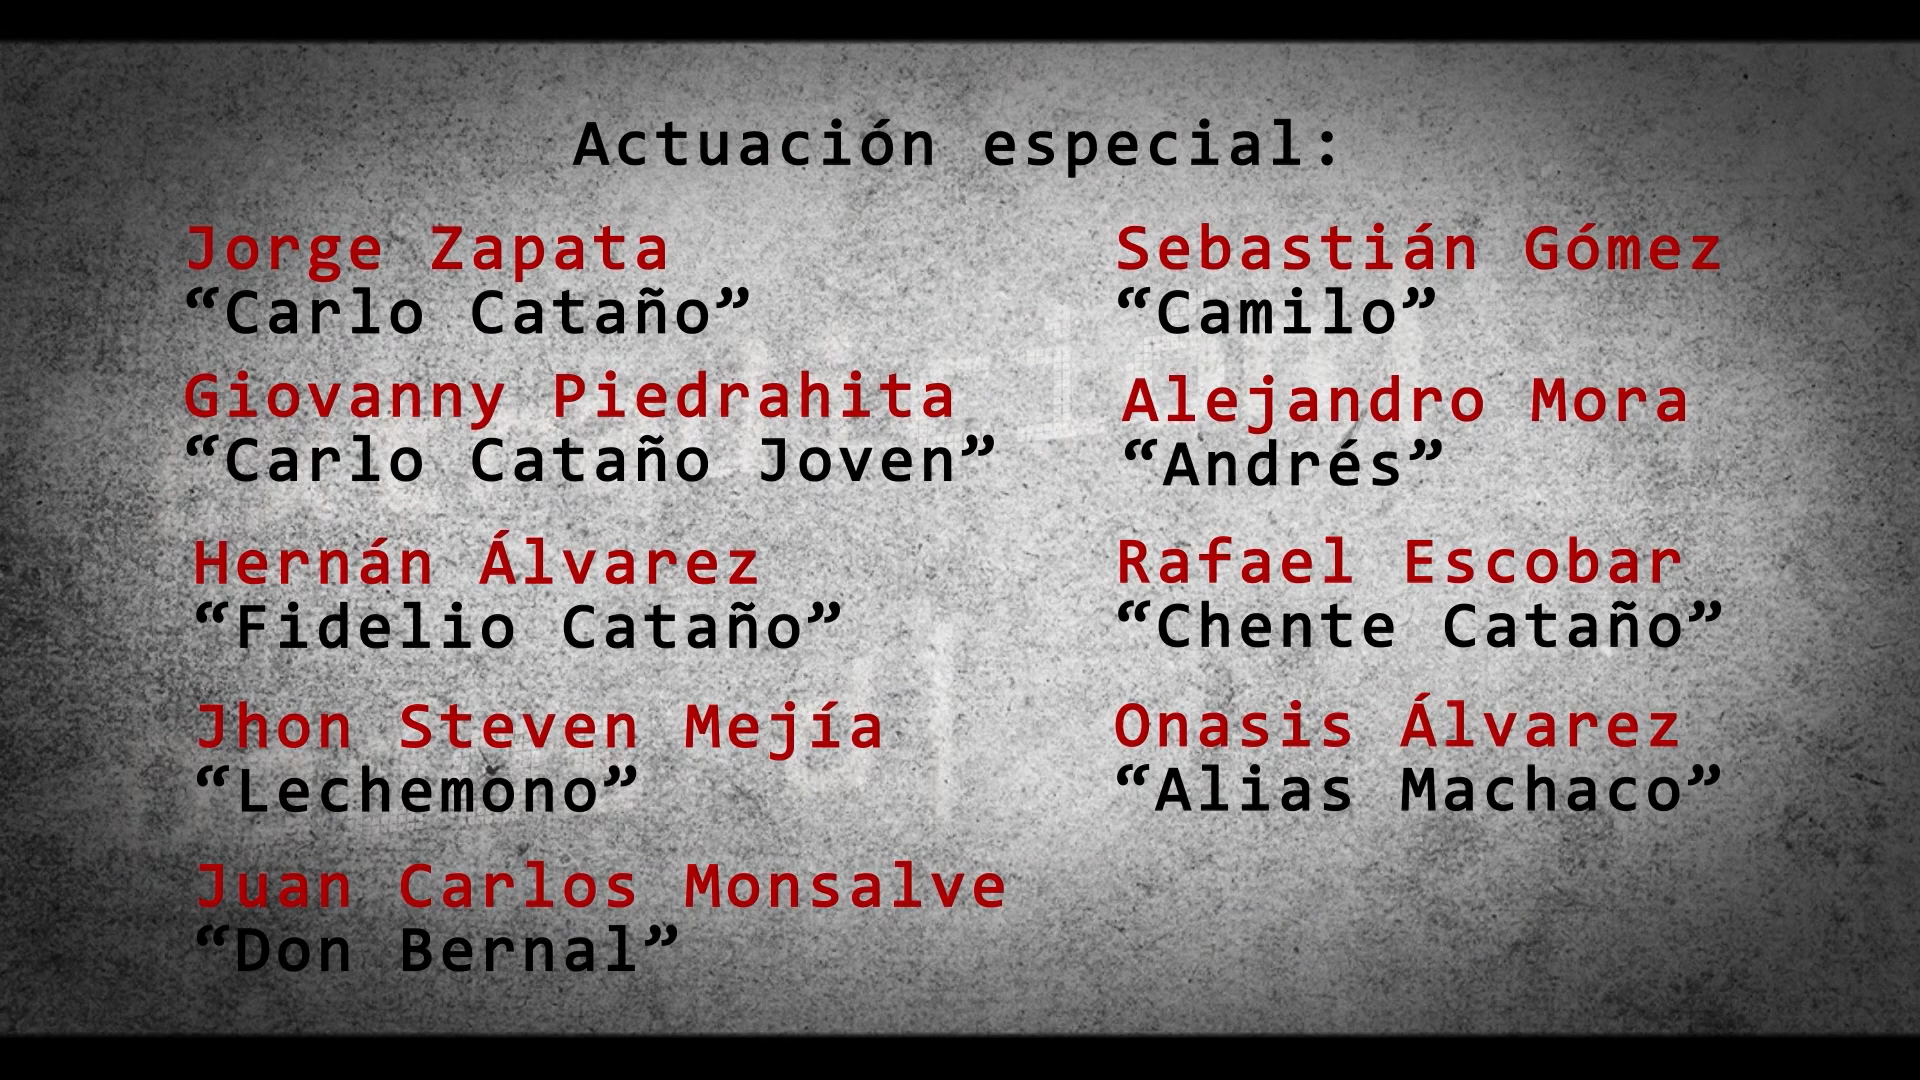 Actuación especial:
Jorge Zapata
“Carlo Cataño”
Giovanny Piedrahita
“Carlo Cataño Joven”
Hernán Álvarez
“Fidelio Cataño”
Jhon Steven Mejía
“Lechemono”
Juan Carlos Monsalve
“Don Bernal”
Sebastián Gómez
“Camilo”
Alejandro Mora
“Andrés”
Rafael Escobar
“Chente Cataño”
Onasis Álvarez
“Alias Machaco”